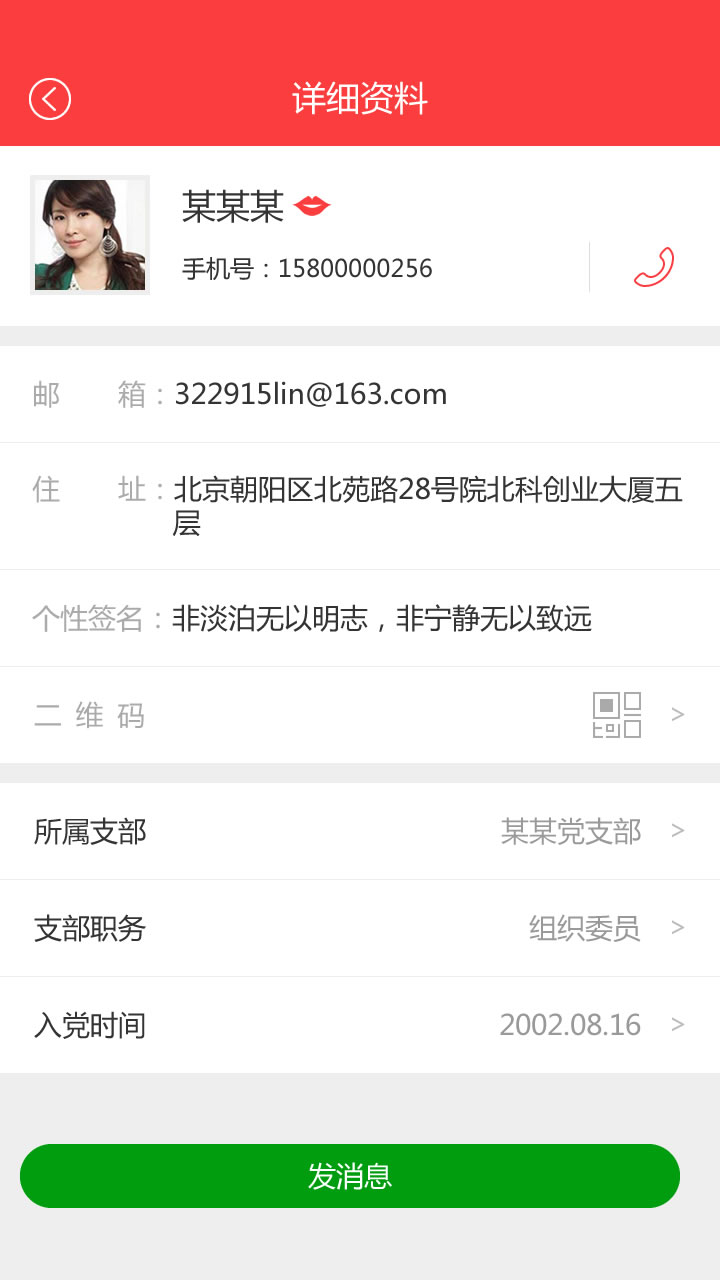 详细资料
某某某
手机号：15800000256
邮 箱：322915lin@163.com
住 址：北京朝阳区北苑路28号院北科创业大厦五
层
个性签名：非淡泊无以明志，非宁静无以致远
二 维 码 >
所属支部 某某党支部 >
支部职务 组织委员 >
入党时间 2002.08.16 >
发消息